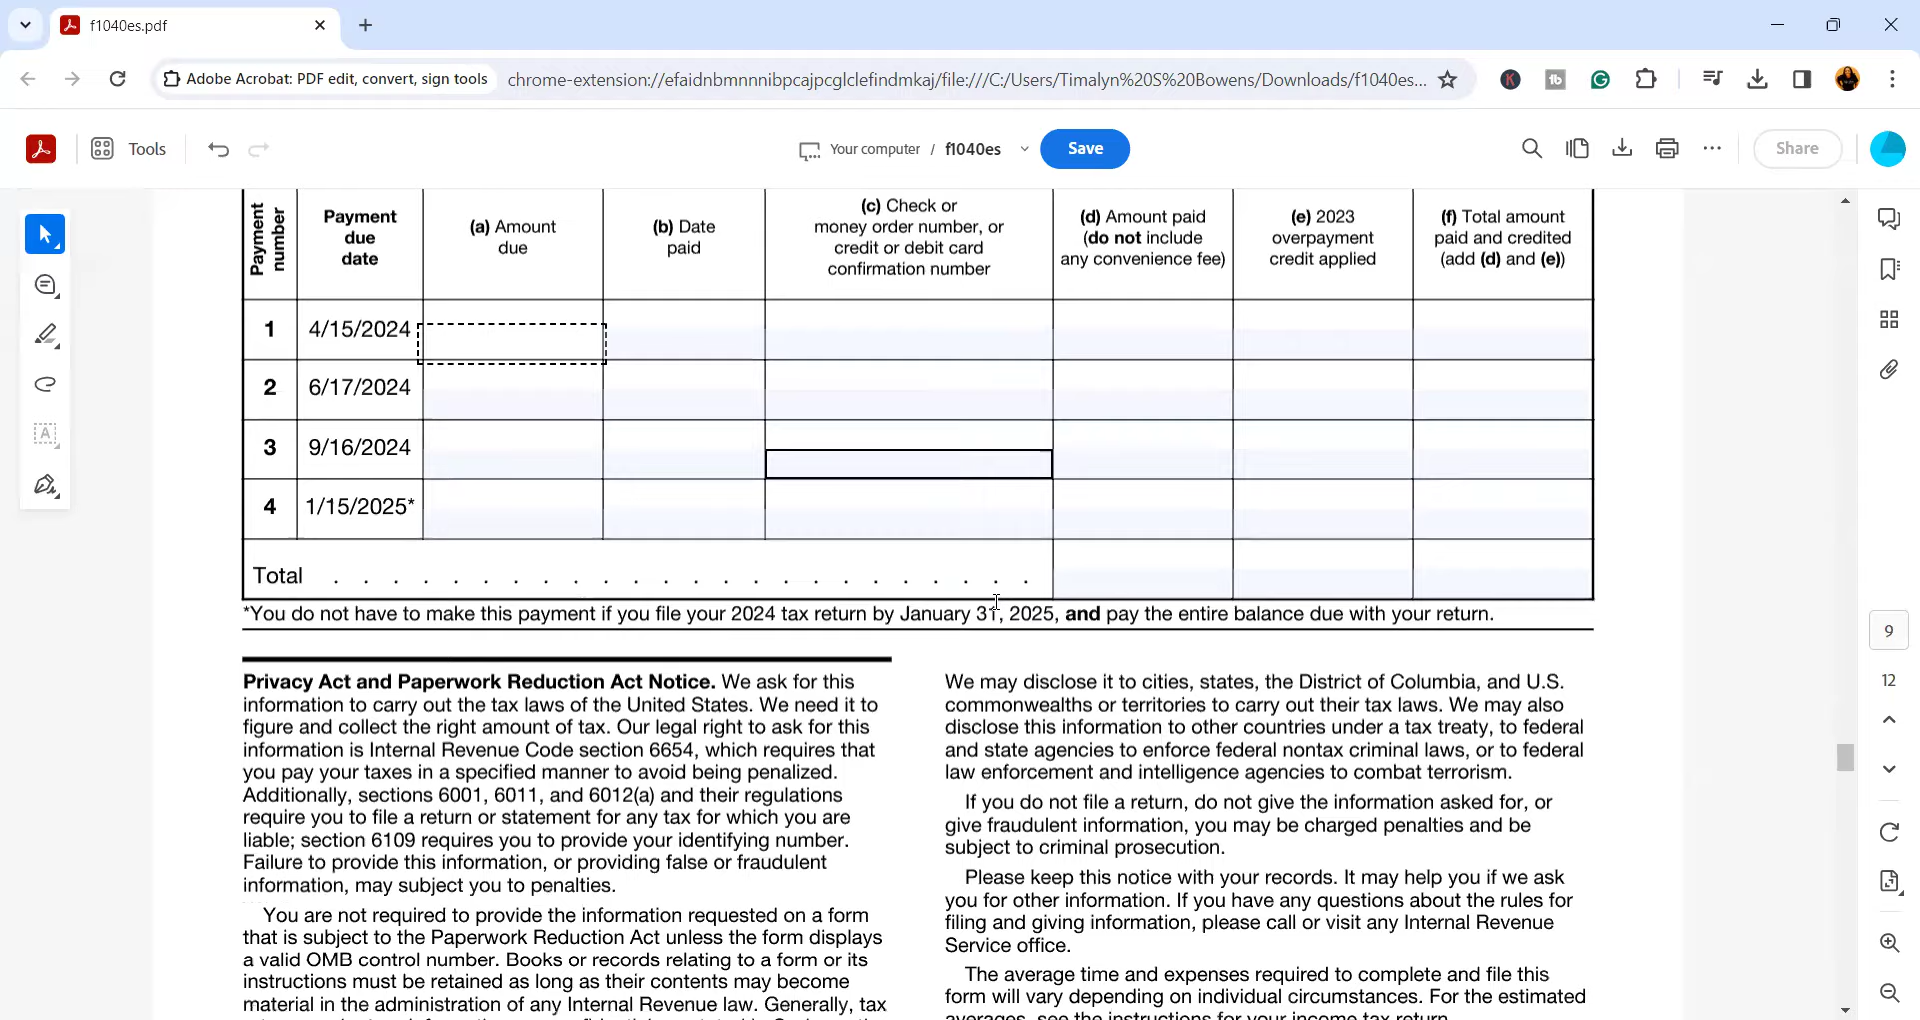 f1040es.pdf
Adobe Acrobat: PDF edit, convert, sign tools
chrome-extension://efaidnbmnnnibpcajpcglclefindmkaj/file:///C:/Users/Timalyn%20S%20Bowens/Downloads/f1040es...
Tools
Your computer / f1040es
Save
Share
Payment number
Payment due date
(a) Amount due
(b) Date paid
(c) Check or money order number, or credit or debit card confirmation number
(d) Amount paid (do not include any convenience fee)
(e) 2023 overpayment credit applied
(f) Total amount paid and credited (add (d) and (e))
1 4/15/2024
2 6/17/2024
3 9/16/2024
4 1/15/2025*
Total . . . . . . . . . . . . . . . . . . . . . . . .
*You do not have to make this payment if you file your 2024 tax return by January 31, 2025, and pay the entire balance due with your return.
Privacy Act and Paperwork Reduction Act Notice. We ask for this
information to carry out the tax laws of the United States. We need it to
figure and collect the right amount of tax. Our legal right to ask for this
information is Internal Revenue Code section 6654, which requires that
you pay your taxes in a specified manner to avoid being penalized.
Additionally, sections 6001, 6011, and 6012(a) and their regulations
require you to file a return or statement for any tax for which you are
liable; section 6109 requires you to provide your identifying number.
Failure to provide this information, or providing false or fraudulent
information, may subject you to penalties.
You are not required to provide the information requested on a form
that is subject to the Paperwork Reduction Act unless the form displays
a valid OMB control number. Books or records relating to a form or its
instructions must be retained as long as their contents may become
material in the administration of any Internal Revenue law. Generally, tax
We may disclose it to cities, states, the District of Columbia, and U.S.
commonwealths or territories to carry out their tax laws. We may also
disclose this information to other countries under a tax treaty, to federal
and state agencies to enforce federal nontax criminal laws, or to federal
law enforcement and intelligence agencies to combat terrorism.
If you do not file a return, do not give the information asked for, or
give fraudulent information, you may be charged penalties and be
subject to criminal prosecution.
Please keep this notice with your records. It may help you if we ask
you for other information. If you have any questions about the rules for
filing and giving information, please call or visit any Internal Revenue
Service office.
The average time and expenses required to complete and file this
form will vary depending on individual circumstances. For the estimated
averages, see the instructions for your income tax return.
9
12